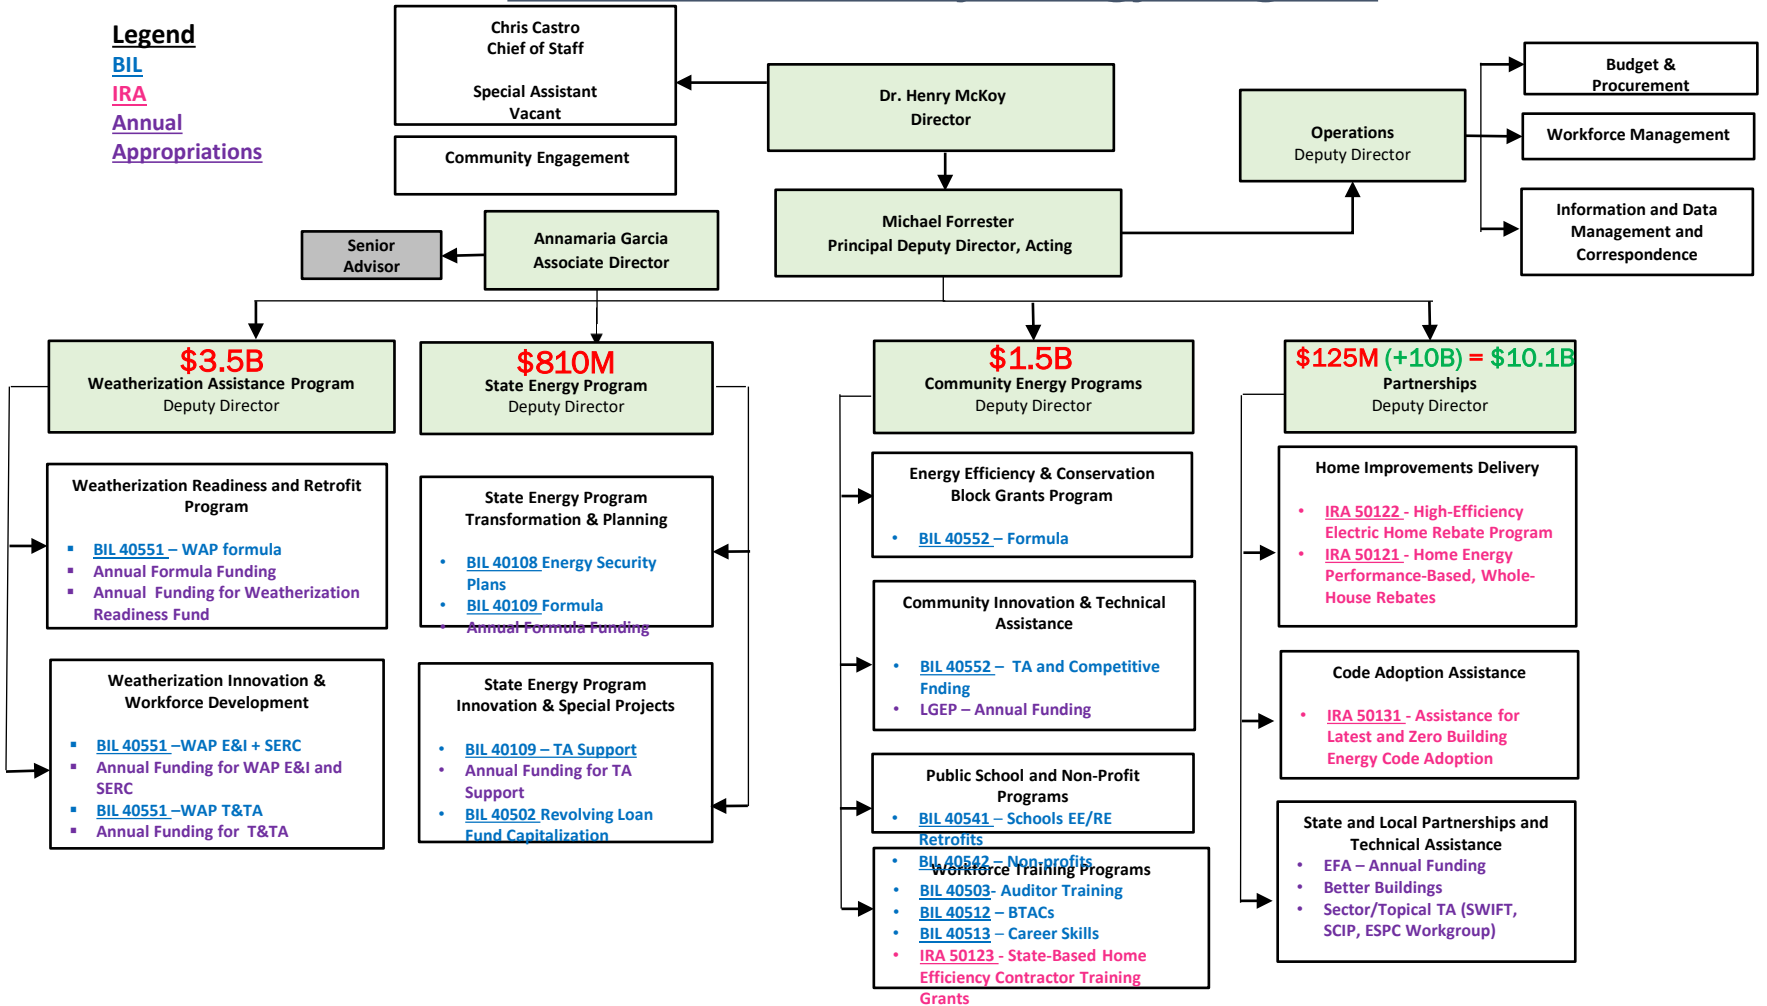 Legend
BIL
IRA
Annual
Appropriations
Chris Castro
Chief of Staff
Special Assistant
Vacant
Community Engagement
Dr. Henry McKoy
Director
Operations
Deputy Director
Budget &
Procurement
Workforce Management
Information and Data
Management and
Correspondence
Michael Forrester
Principal Deputy Director, Acting
Annamaria Garcia
Associate Director
Senior
Advisor
$3.5B
Weatherization Assistance Program
Deputy Director
Weatherization Readiness and Retrofit
Program
▪ BIL 40551 – WAP formula
▪ Annual Formula Funding
▪ Annual Funding for Weatherization
Readiness Fund
Weatherization Innovation &
Workforce Development
▪ BIL 40551 –WAP E&I + SERC
▪ Annual Funding for WAP E&I and
SERC
▪ BIL 40551 –WAP T&TA
▪ Annual Funding for T&TA
$810M
State Energy Program
Deputy Director
State Energy Program
Transformation & Planning
• BIL 40108 Energy Security
Plans
• BIL 40109 Formula
• Annual Formula Funding
State Energy Program
Innovation & Special Projects
• BIL 40109 – TA Support
• Annual Funding for TA
Support
• BIL 40502 Revolving Loan
Fund Capitalization
$1.5B
Community Energy Programs
Deputy Director
Energy Efficiency & Conservation
Block Grants Program
• BIL 40552 – Formula
Community Innovation & Technical
Assistance
• BIL 40552 – TA and Competitive
Fnding
• LGEP – Annual Funding
Public School and Non-Profit
Programs
• BIL 40541 – Schools EE/RE
Retrofits
• BIL 40542 – Non-profits
Workforce Training Programs
• BIL 40503- Auditor Training
• BIL 40512 – BTACs
• BIL 40513 – Career Skills
• IRA 50123 - State-Based Home
Efficiency Contractor Training
Grants
$125M (+10B) = $10.1B
Partnerships
Deputy Director
Home Improvements Delivery
• IRA 50122 - High-Efficiency
Electric Home Rebate Program
• IRA 50121 - Home Energy
Performance-Based, Whole-
House Rebates
Code Adoption Assistance
• IRA 50131 - Assistance for
Latest and Zero Building
Energy Code Adoption
State and Local Partnerships and
Technical Assistance
• EFA – Annual Funding
• Better Buildings
• Sector/Topical TA (SWIFT,
SCIP, ESPC Workgroup)